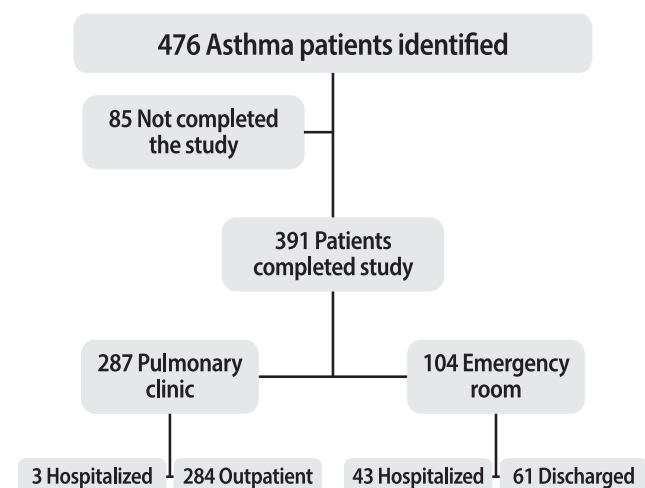 476 Asthma patients identified
85 Not completed
the study
391 Patients
completed study
287 Pulmonary
clinic
104 Emergency
room
3 Hospitalized
284 Outpatient
43 Hospitalized
61 Discharged